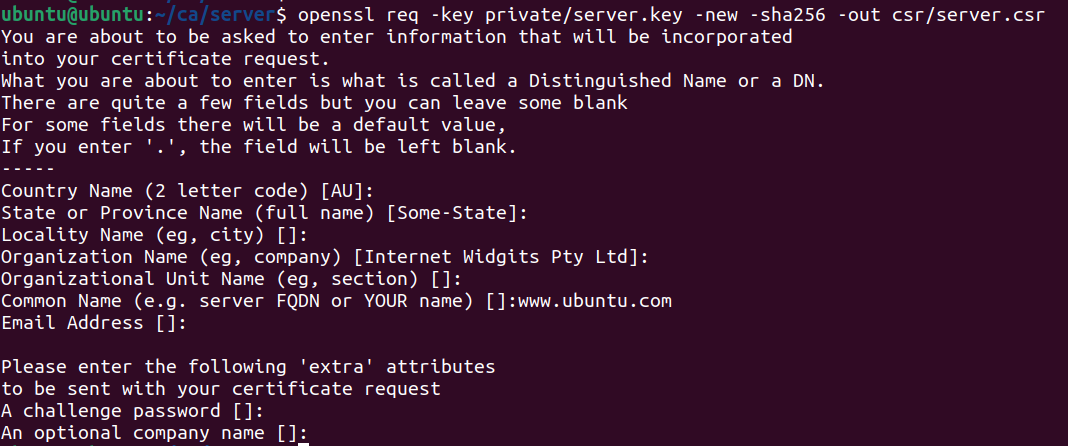 ubuntu@ubuntu:~/ca/server$ openssl req -key private/server.key -new -sha256 -out csr/server.csr
You are about to be asked to enter information that will be incorporated
into your certificate request.
What you are about to enter is what is called a Distinguished Name or a DN.
There are quite a few fields but you can leave some blank
For some fields there will be a default value,
If you enter '.', the field will be left blank.
-----
Country Name (2 letter code) [AU]:
State or Province Name (full name) [Some-State]:
Locality Name (eg, city) []:
Organization Name (eg, company) [Internet Widgits Pty Ltd]:
Organizational Unit Name (eg, section) []:
Common Name (e.g. server FQDN or YOUR name) []:www.ubuntu.com
Email Address []:

Please enter the following 'extra' attributes
to be sent with your certificate request
A challenge password []:
An optional company name []: